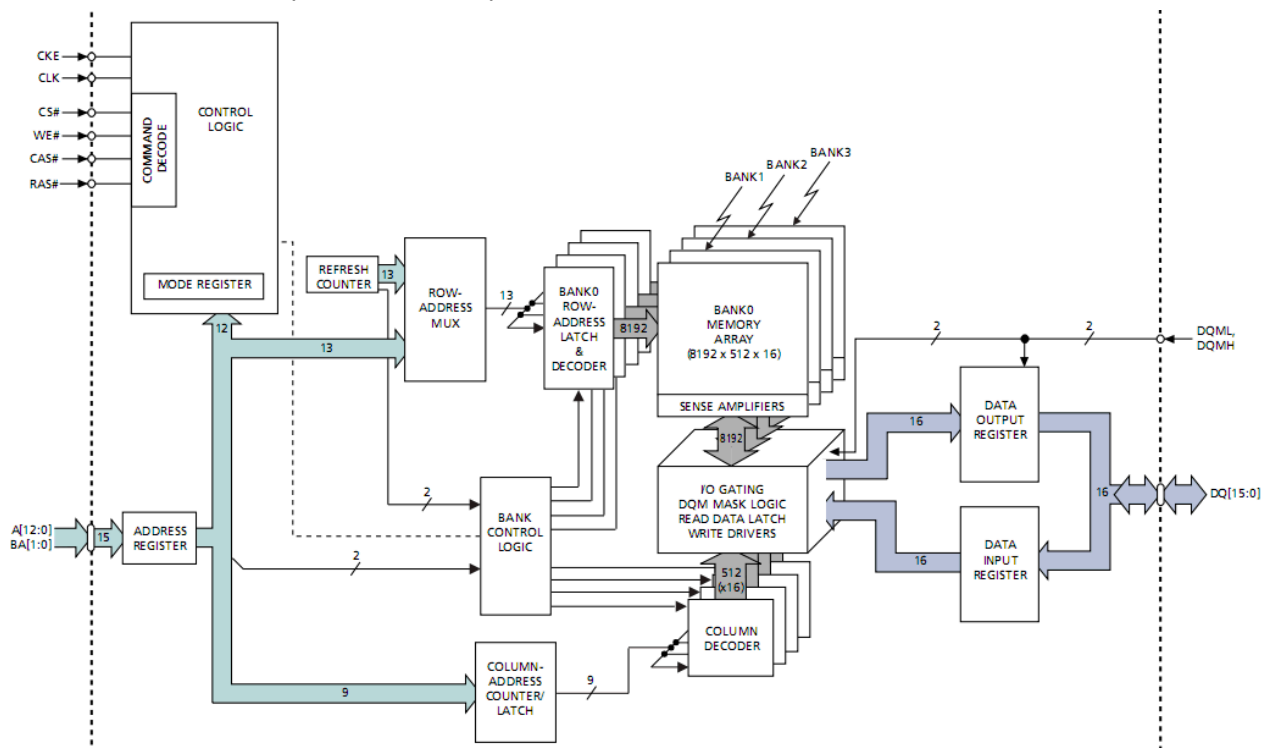 CKE
CLK
CS#
WE#
CAS#
RAS#
COMMAND
DECODE
CONTROL
LOGIC
MODE REGISTER
12
REFRESH
COUNTER
13
13
ROW-
ADDRESS
MUX
13
BANK0
ROW-
ADDRESS
LATCH
&
DECODER
8192
BANK1
BANK2
BANK3
BANK0
MEMORY
ARRAY
(8192 x 512 x 16)
SENSE AMPLIFIERS
8192
I/O GATING
DQM MASK LOGIC
READ DATA LATCH
WRITE DRIVERS
2
2
DQML,
DQMH
16
DATA
OUTPUT
REGISTER
16
DQ[15:0]
16
DATA
INPUT
REGISTER
A[12:0]
BA[1:0]
15
ADDRESS
REGISTER
2
2
BANK
CONTROL
LOGIC
512
(x16)
COLUMN
DECODER
9
COLUMN-
ADDRESS
COUNTER/
LATCH
9